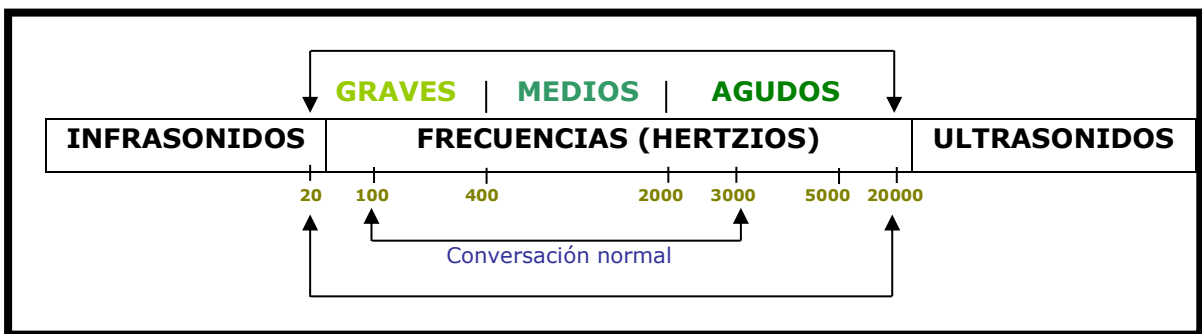 GRAVES | MEDIOS | AGUDOS
INFRASONIDOS FRECUENCIAS (HERTZIOS) ULTRASONIDOS
20 100 400 2000 3000 5000 20000
Conversación normal